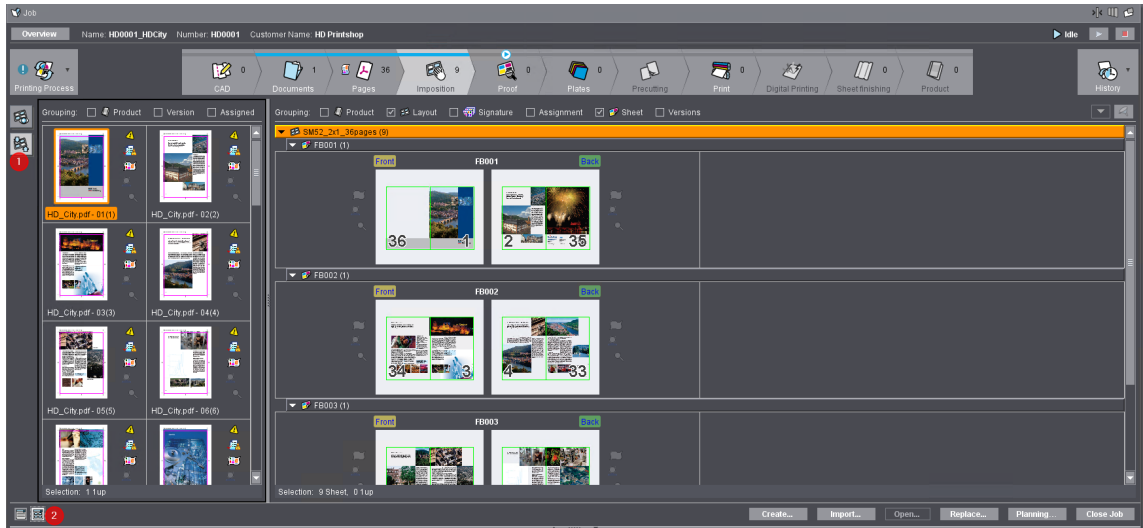 Job
Overview Name: HD0001_HDCity Number: HD0001 Customer Name: HD Printshop Idle
Printing Process
0 CAD
1 Documents
36 Pages
9 Imposition
0 Proof
0 Plates
Precutting
0 Print
Digital Printing
0 Sheet finishing
0 Product
History
Grouping: Product Version Assigned
Grouping: Product Layout Signature Assignment Sheet Versions
1
HD_City.pdf - 01(1) HD_City.pdf - 02(2)
HD_City.pdf - 03(3) HD_City.pdf - 04(4)
HD_City.pdf - 05(5) HD_City.pdf - 06(6)
Selection: 1 1up
SM52_2x1_36pages (9)
FB001 (1)
Front FB001 Back
36 1 2 35
FB002 (1)
Front FB002 Back
34 3 4 33
FB003 (1)
Front FB003 Back
Selection: 9 Sheet, 0 1up
2
Create... Import... Open... Replace... Planning... Close Job